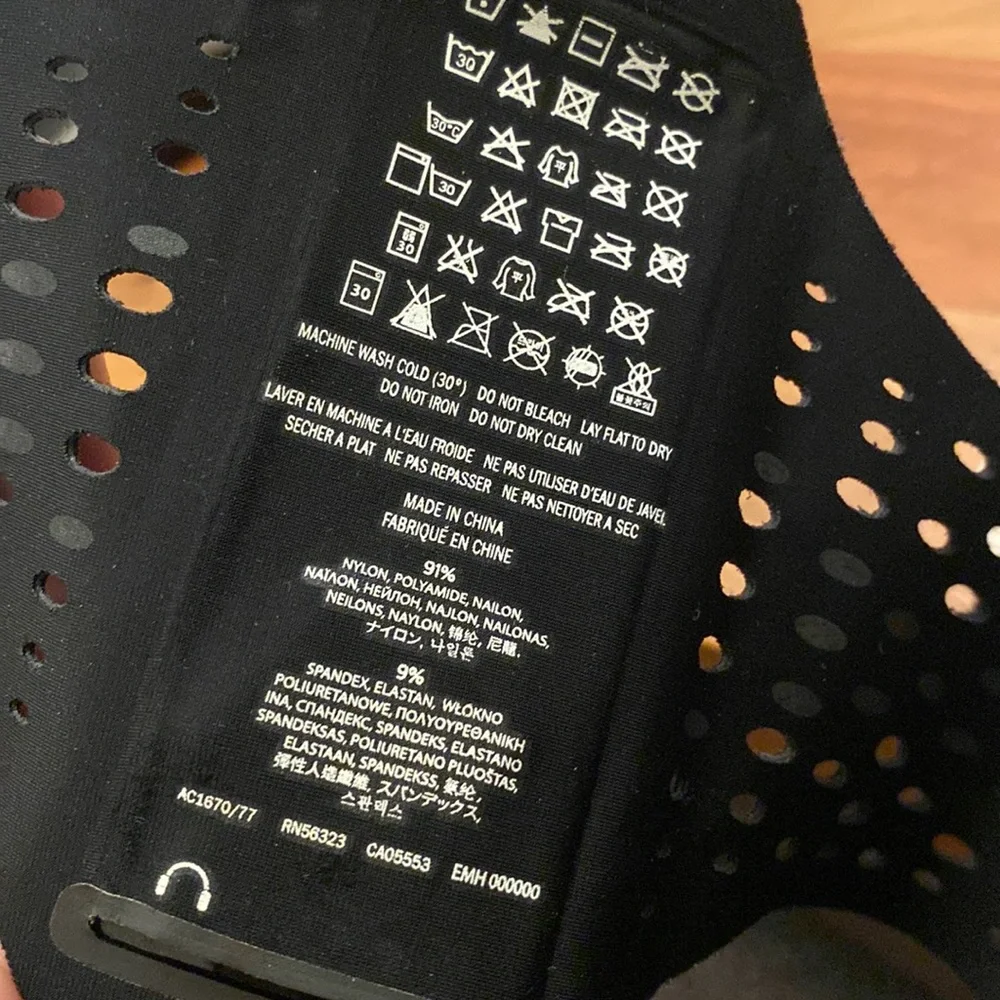 30
30°C
30
30
30
MACHINE WASH COLD (30°) DO NOT BLEACH LAY FLAT TO DRY
DO NOT IRON DO NOT DRY CLEAN
LAVER EN MACHINE A L'EAU FROIDE NE PAS UTILISER D'EAU DE JAVEL
SECHER A PLAT NE PAS REPASSER NE PAS NETTOYER A SEC
MADE IN CHINA
FABRIQUÉ EN CHINE
91%
NYLON, POLYAMIDE, NAILON,
ΝΑΪΛΟΝ, НЕЙЛОН, NAJLON, NAILONAS,
NEILONS, NAYLON, 锦纶, 尼龍,
ナイロン, 나일론
9%
SPANDEX, ELASTAN, WŁÓKNO
POLIURETANOWE, ΠΟΛΥΟΥΡΕΘΑΝΙΚΗ
ΙΝΑ, СПАНДЕКС, SPANDEKS, ELASTANO
SPANDEKSAS, POLIURETANO PLUOŠTAS,
ELASTAAN, SPANDEKSS, 氨纶,
彈性人造纖維, スパンデックス,
스판덱스
AC1670/77 RN56323 CA05553 EMH 000000